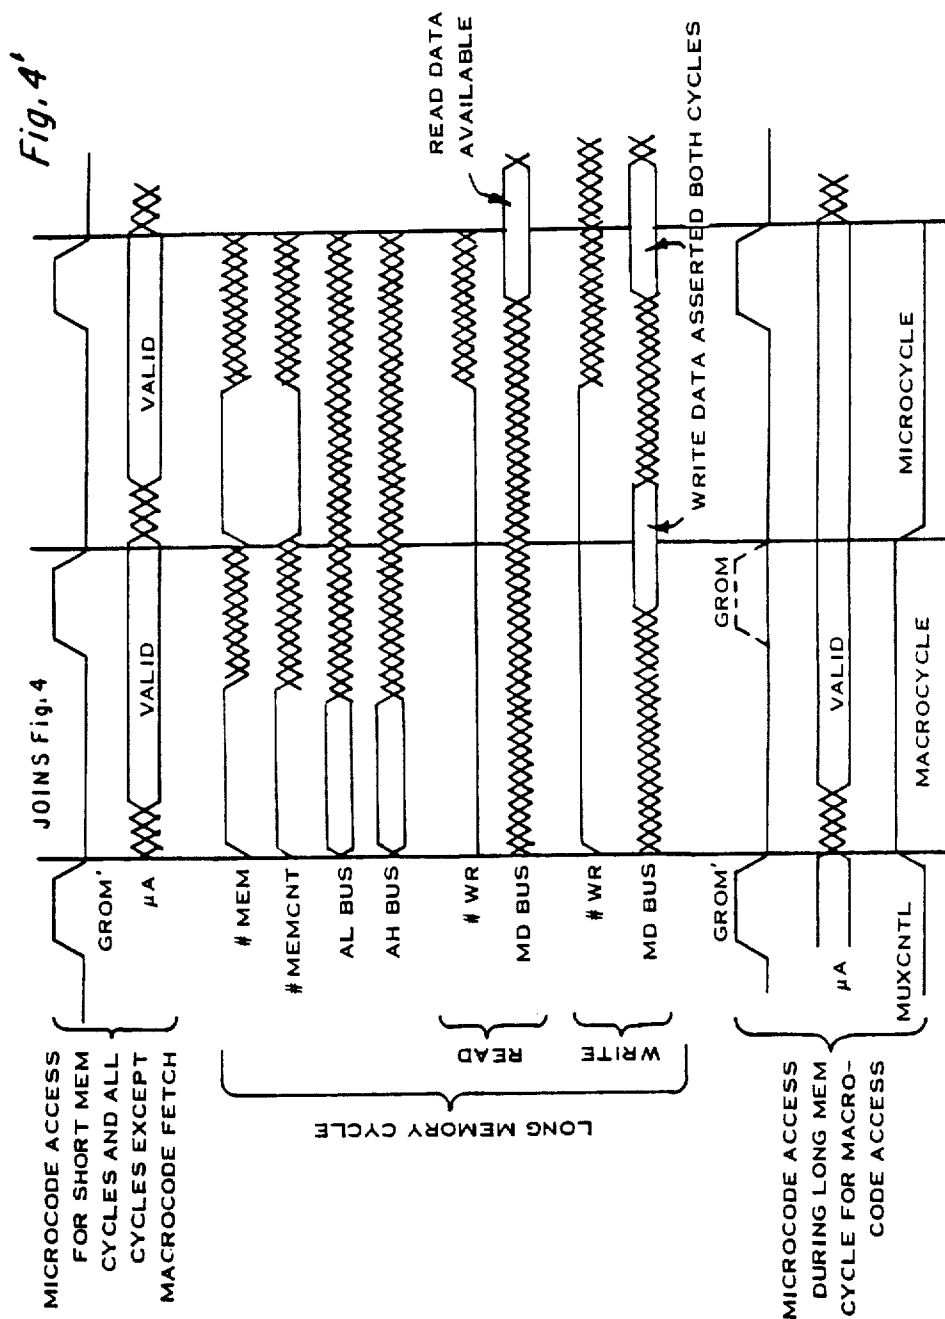 Fig. 4'
JOINS Fig. 4
MICROCODE ACCESS
FOR SHORT MEM
CYCLES AND ALL
CYCLES EXCEPT
MACROCODE FETCH
GROM'
μA
VALID
VALID
LONG MEMORY CYCLE
# MEM
#MEMCNT
AL BUS
AH BUS
READ
# WR
MD BUS
READ DATA
AVAILABLE
WRITE
# WR
MD BUS
WRITE DATA ASSERTED BOTH CYCLES
MICROCODE ACCESS
DURING LONG MEM
CYCLE FOR MACRO-
CODE ACCESS
GROM'
GROM
μA
VALID
MUXCNTL
MACROCYCLE
MICROCYCLE